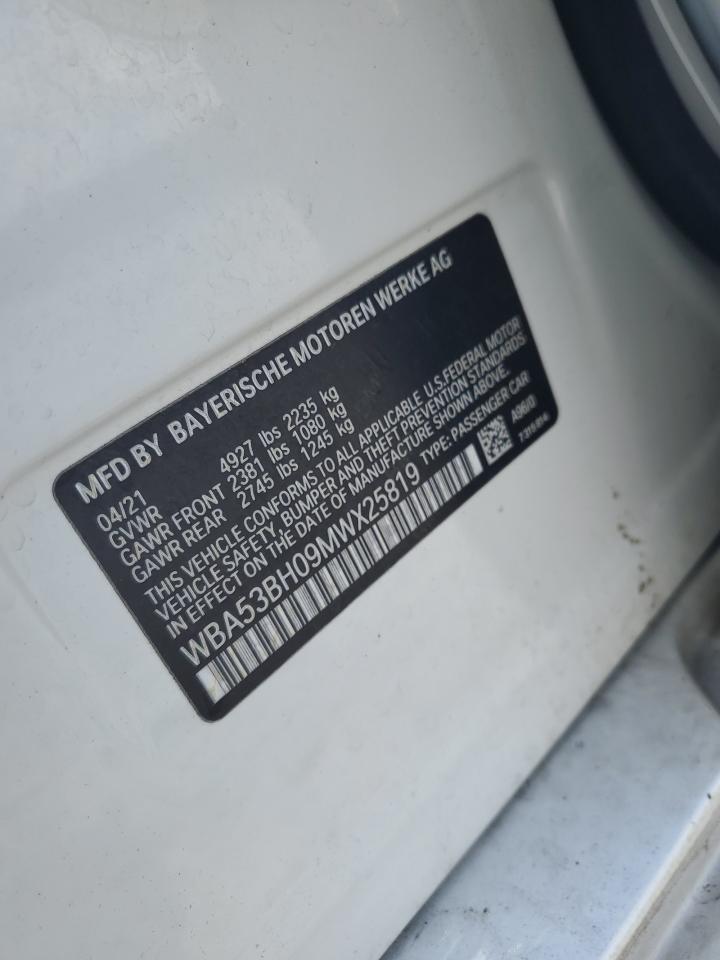 MFD BY BAYERISCHE MOTOREN WERKE AG
04/21
GVWR 4927 lbs 2235 kg
GAWR FRONT 2381 lbs 1080 kg
GAWR REAR 2745 lbs 1245 kg
THIS VEHICLE CONFORMS TO ALL APPLICABLE U.S.FEDERAL MOTOR
VEHICLE SAFETY, BUMPER AND THEFT PREVENTION STANDARDS
IN EFFECT ON THE DATE OF MANUFACTURE SHOWN ABOVE.
WBA53BH09MWX25819 TYPE: PASSENGER CAR